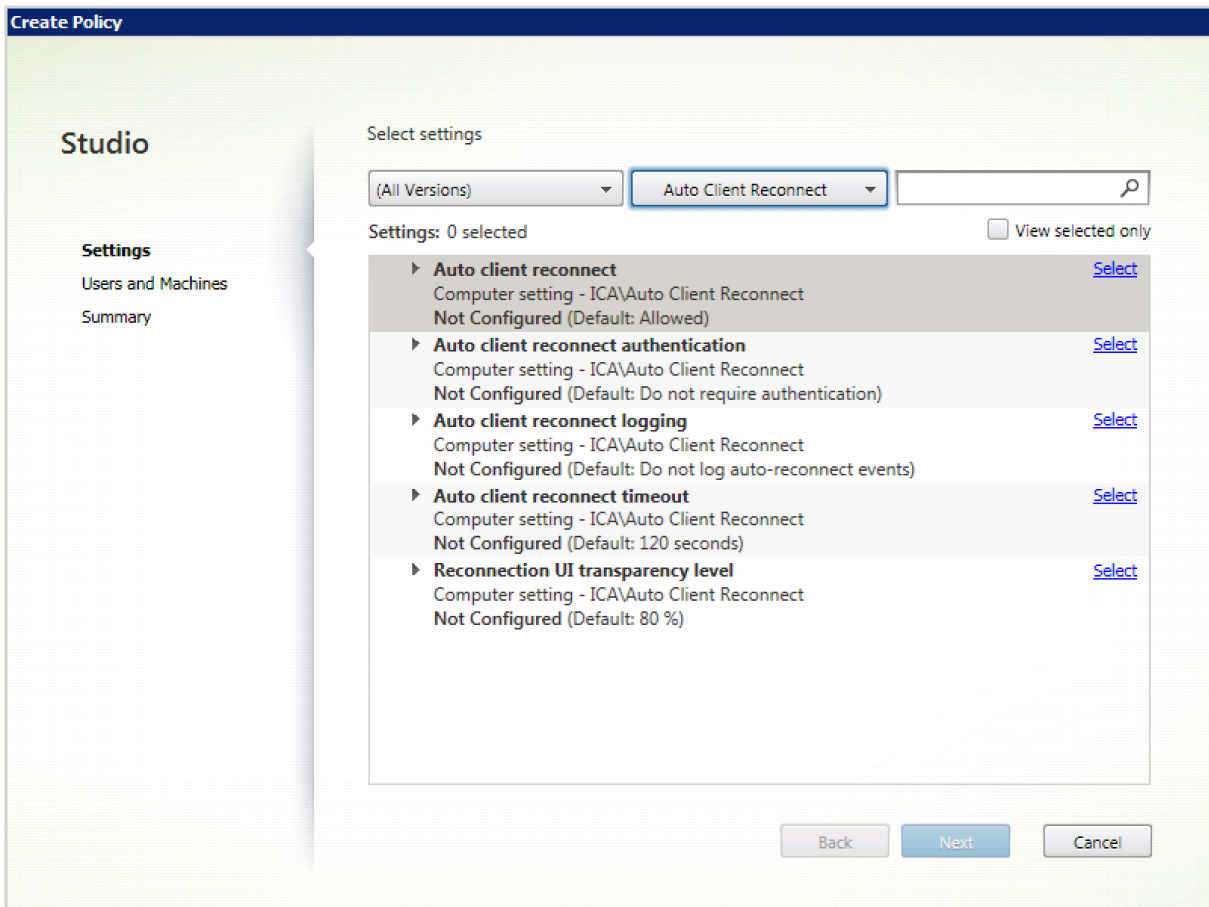 Create Policy
Studio
Settings
Users and Machines
Summary
Select settings
(All Versions)
Auto Client Reconnect
Settings: 0 selected
View selected only
Auto client reconnect Select
Computer setting - ICA\Auto Client Reconnect
Not Configured (Default: Allowed)
Auto client reconnect authentication Select
Computer setting - ICA\Auto Client Reconnect
Not Configured (Default: Do not require authentication)
Auto client reconnect logging Select
Computer setting - ICA\Auto Client Reconnect
Not Configured (Default: Do not log auto-reconnect events)
Auto client reconnect timeout Select
Computer setting - ICA\Auto Client Reconnect
Not Configured (Default: 120 seconds)
Reconnection UI transparency level Select
Computer setting - ICA\Auto Client Reconnect
Not Configured (Default: 80 %)
Back
Next
Cancel